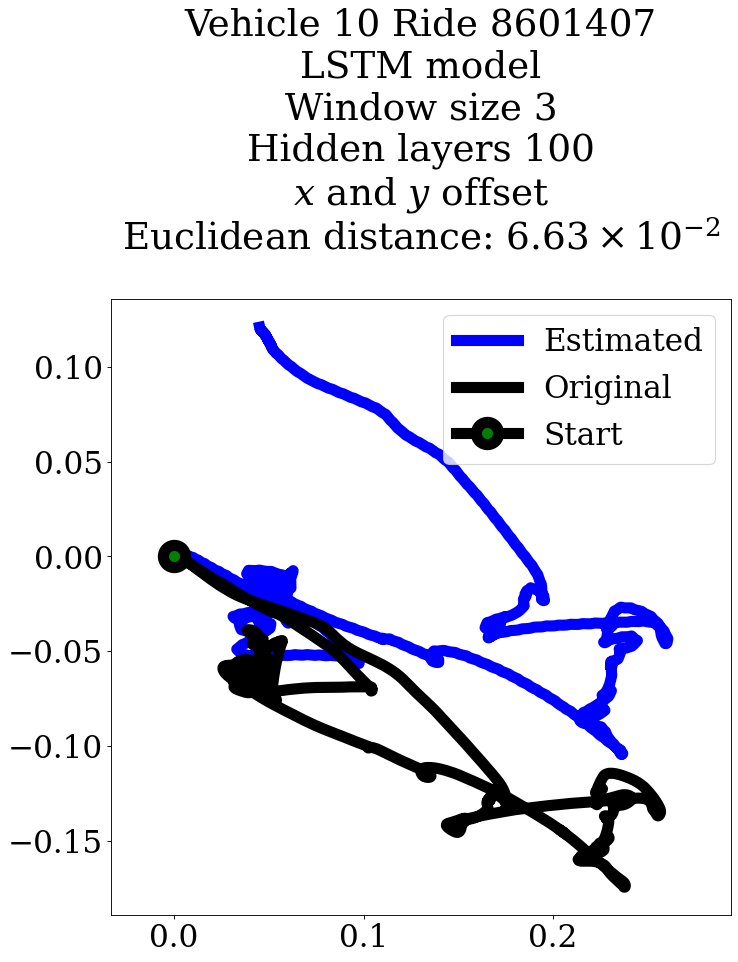 Vehicle 10 Ride 8601407
LSTM model
Window size 3
Hidden layers 100
x and y offset
Euclidean distance: 6.63 × 10⁻²
Estimated
Original
Start
0.10
0.05
0.00
−0.05
−0.10
−0.15
0.0 0.1 0.2